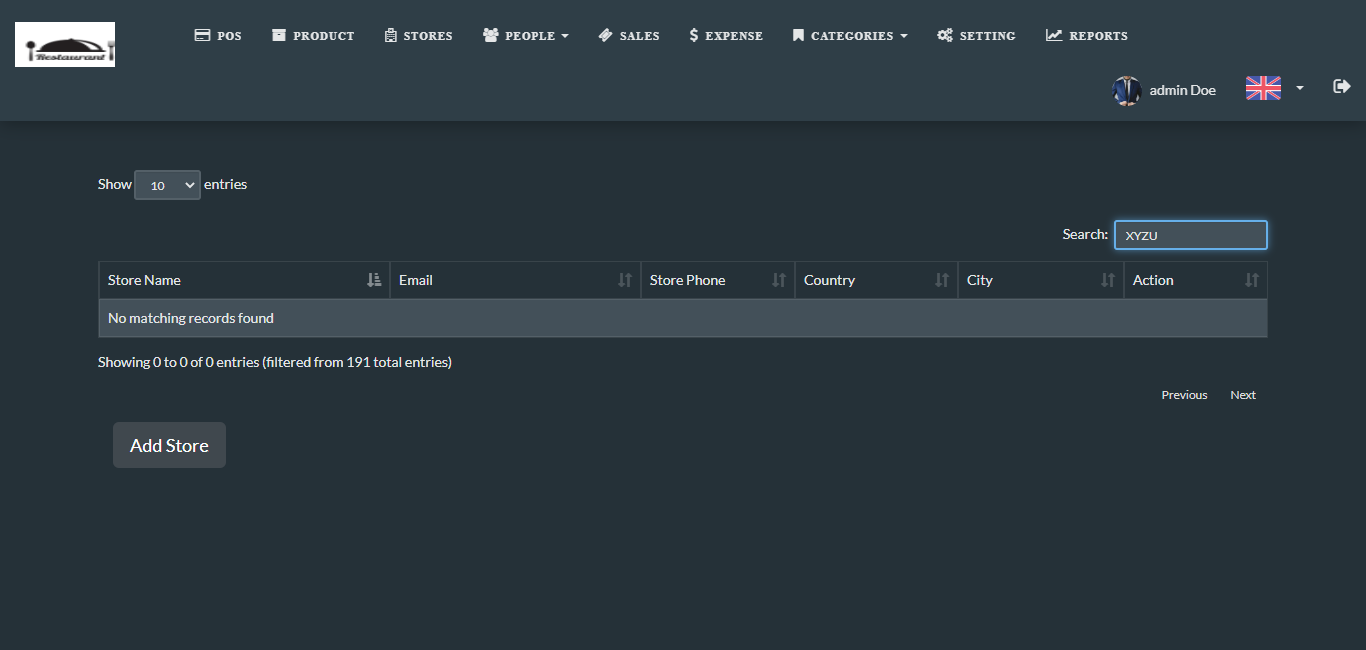 Restaurant
POS PRODUCT STORES PEOPLE SALES EXPENSE CATEGORIES SETTING REPORTS
admin Doe
Show 10 entries
Search: XYZU
Store Name Email Store Phone Country City Action
No matching records found
Showing 0 to 0 of 0 entries (filtered from 191 total entries)
Previous Next
Add Store